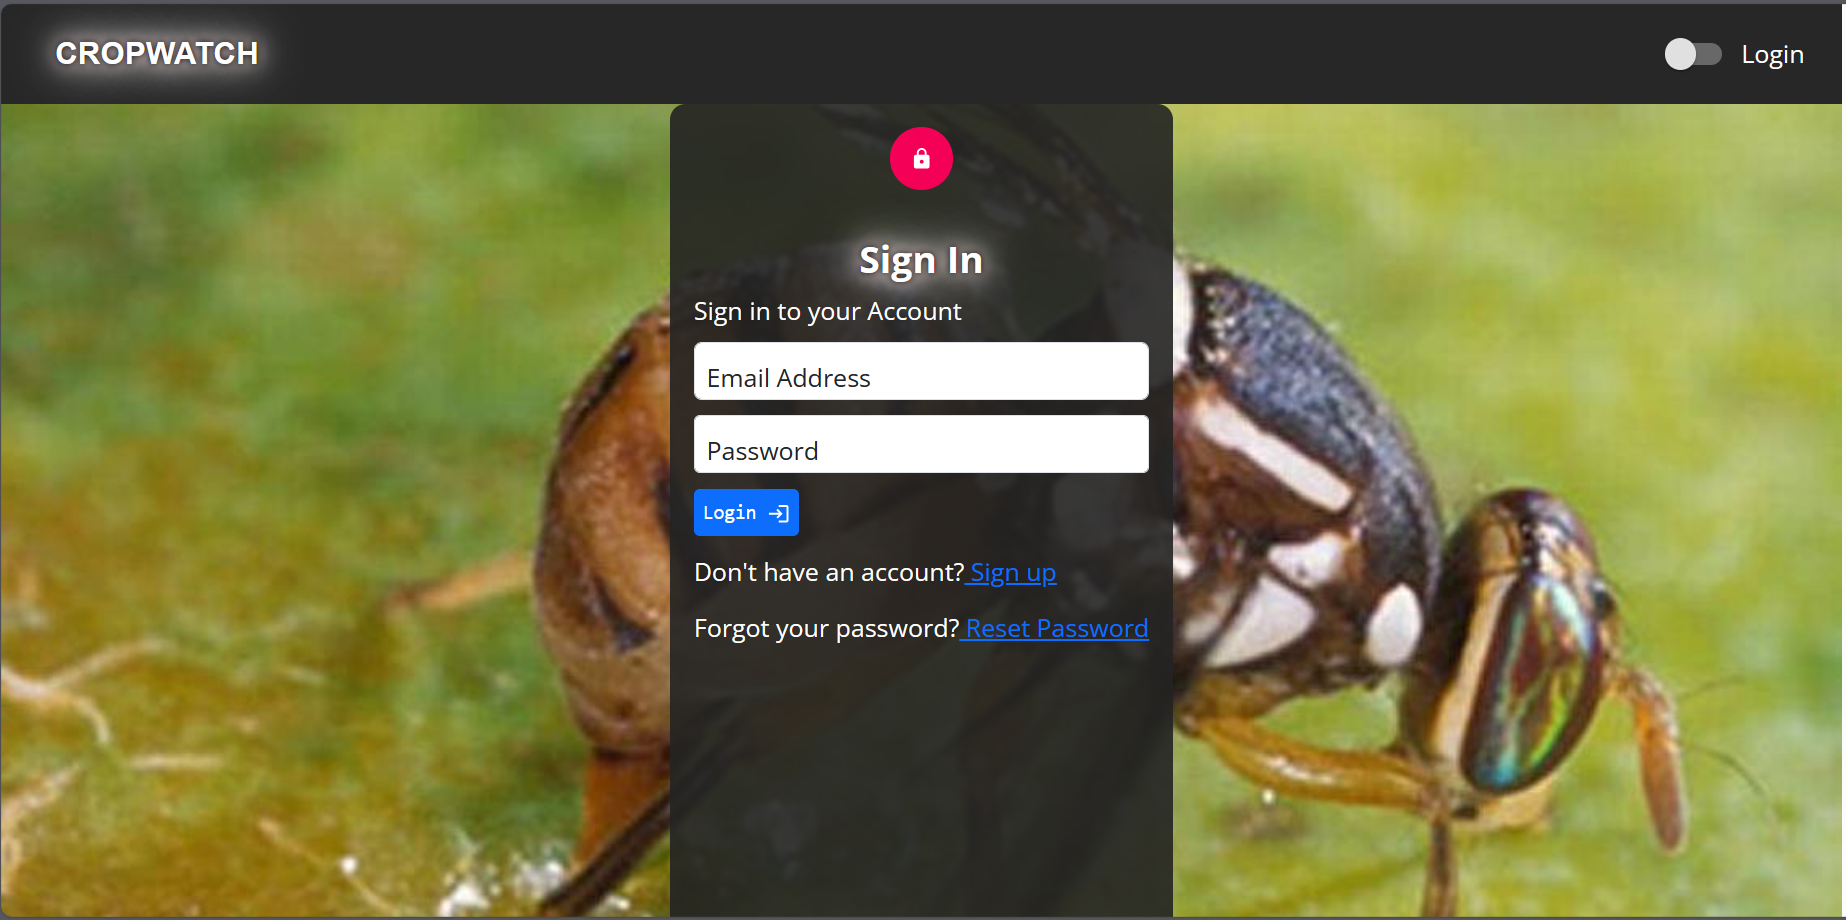 CROPWATCH
Login
Sign In
Sign in to your Account
Email Address
Password
Login
Don't have an account? Sign up
Forgot your password? Reset Password